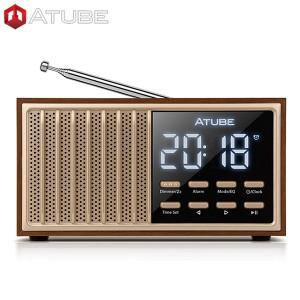 ATUBE
ATUBE
20:18
Dimmer/Zz Alarm Mode/EQ /Clock
Time Set